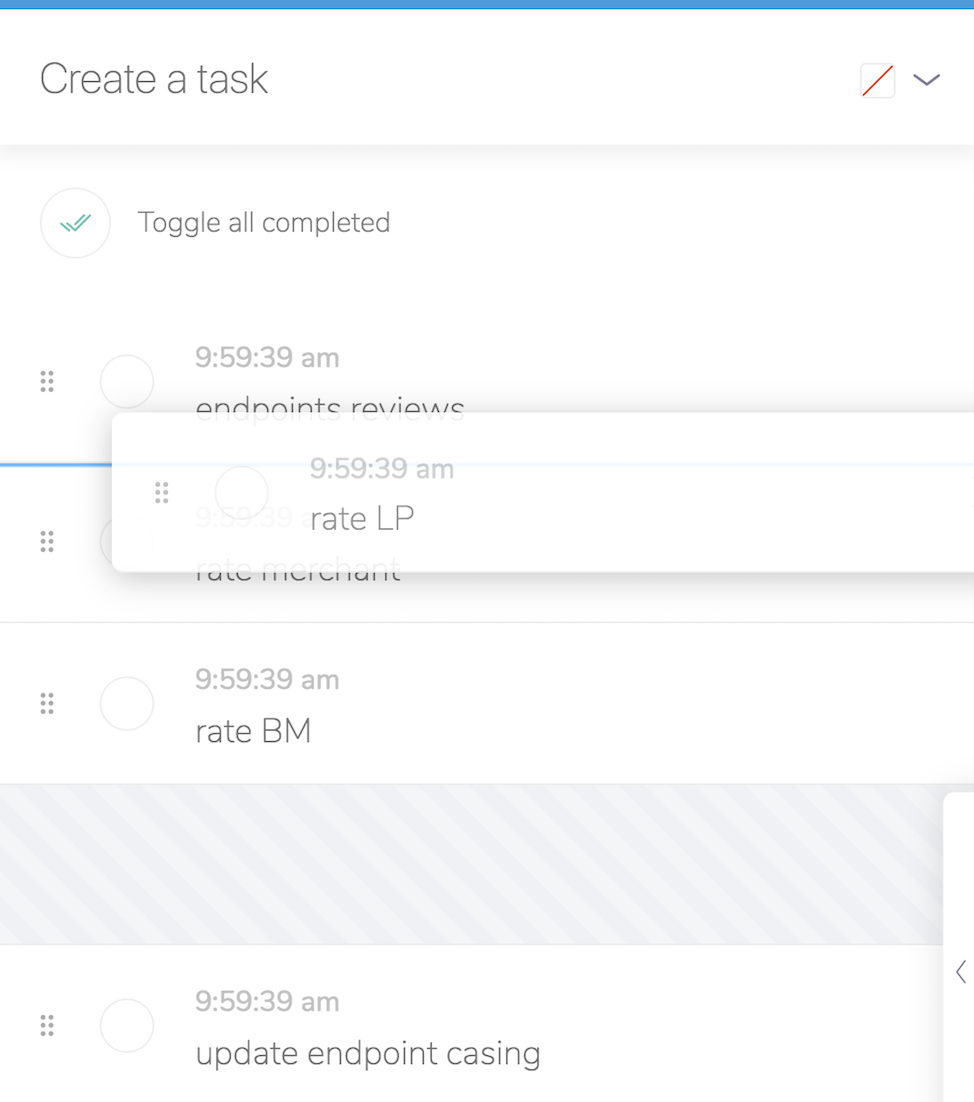 Create a task
Toggle all completed
9:59:39 am
endpoints reviews
9:59:39 am
rate LP
9:59:39 a
rate merchant
9:59:39 am
rate BM
9:59:39 am
update endpoint casing